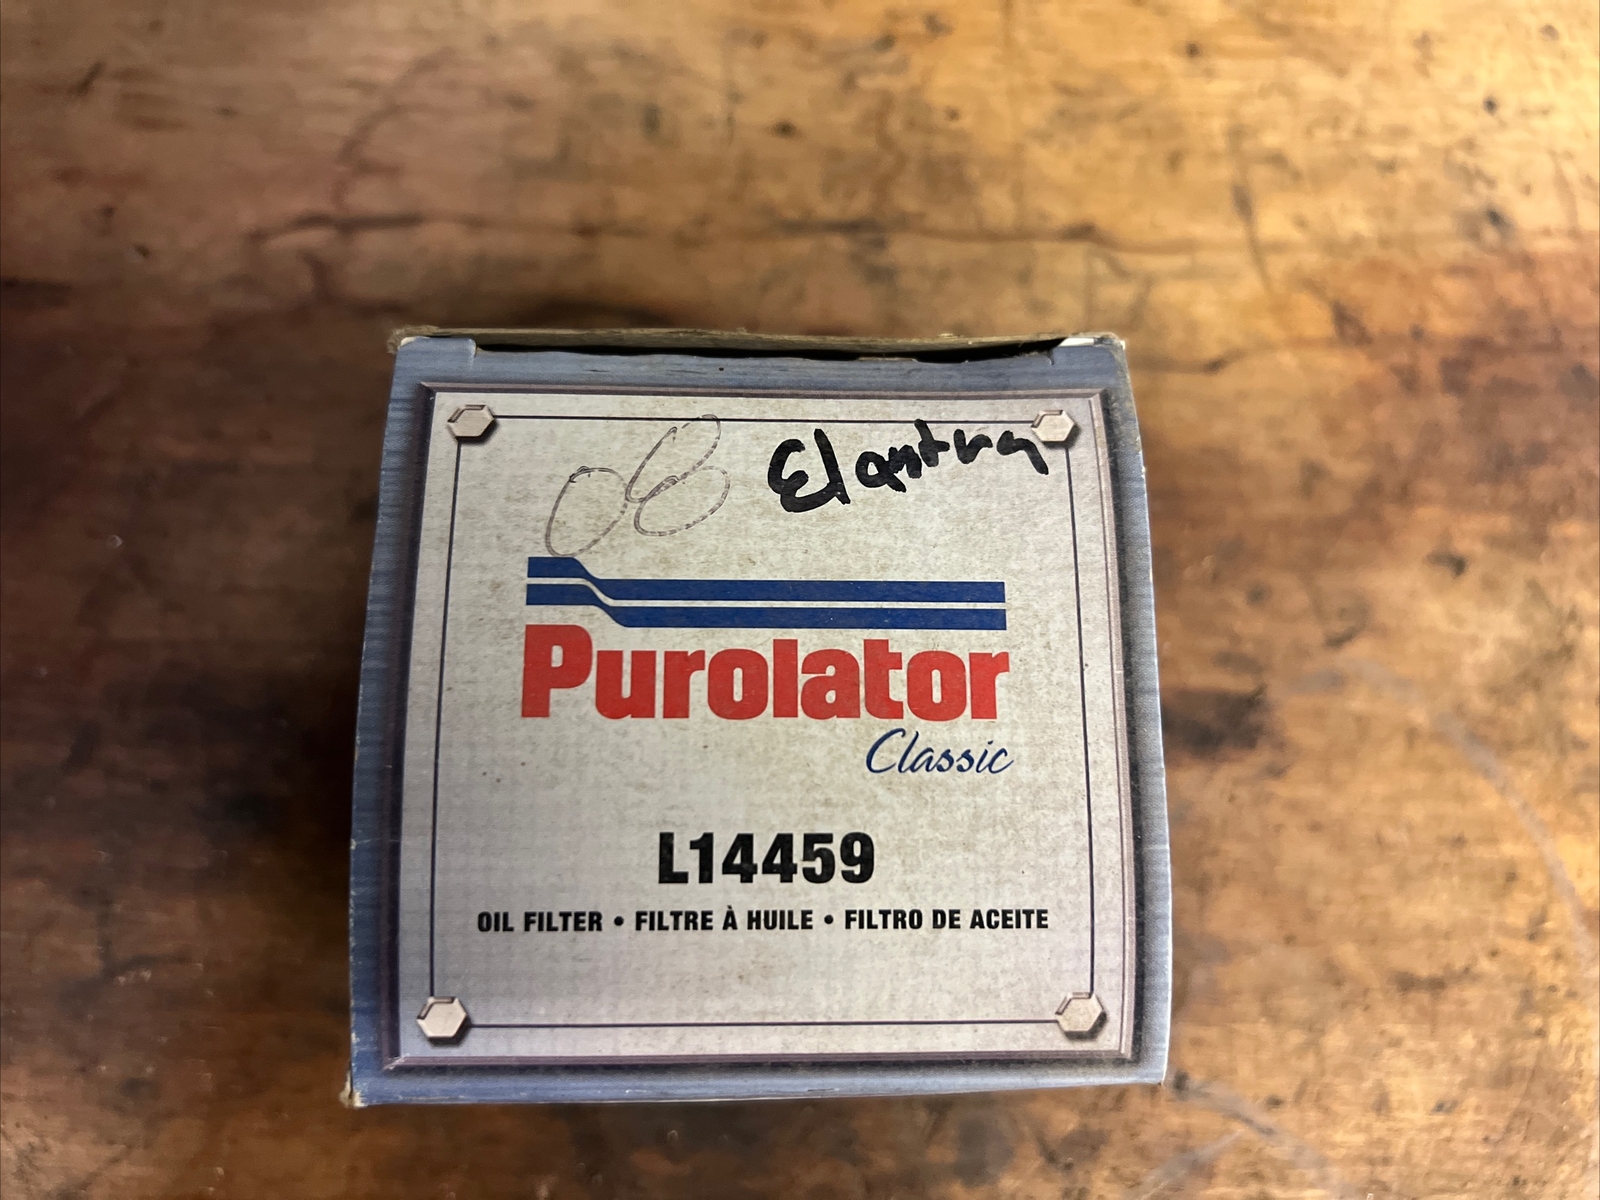 08 Elantra
Purolator
Classic
L14459
OIL FILTER • FILTRE À HUILE • FILTRO DE ACEITE